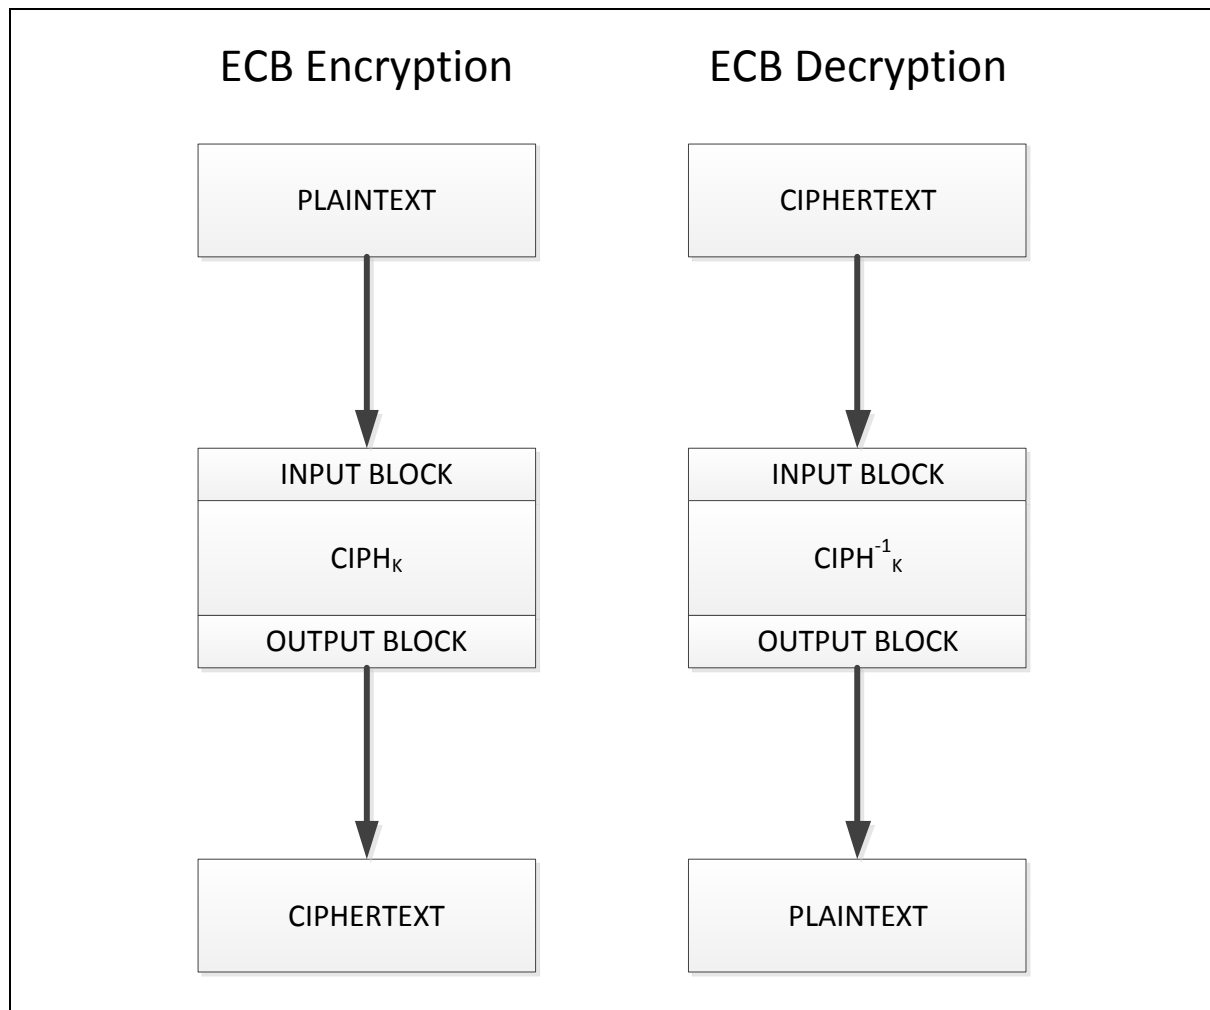 ECB Encryption
PLAINTEXT
INPUT BLOCK
CIPHK
OUTPUT BLOCK
CIPHERTEXT
ECB Decryption
CIPHERTEXT
INPUT BLOCK
CIPH-1K
OUTPUT BLOCK
PLAINTEXT